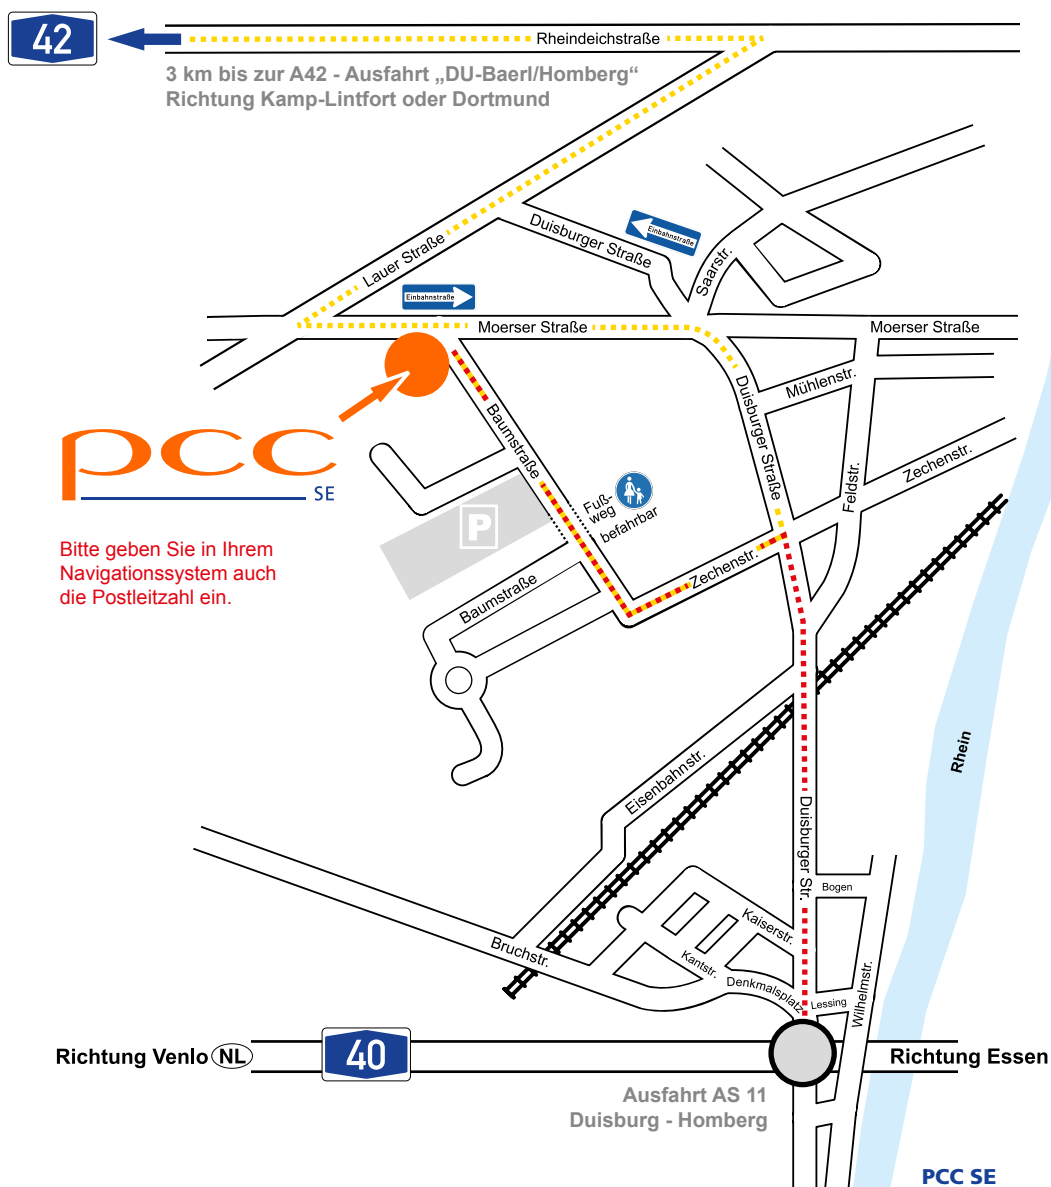 42
Rheindeichstraße
3 km bis zur A42 - Ausfahrt „DU-Baerl/Homberg“
Richtung Kamp-Lintfort oder Dortmund
Duisburger Straße
Einbahnstraße
Saarstr.
Lauer Straße
Einbahnstraße
Moerser Straße
Moerser Straße
Mühlenstr.
Duisburger Straße
Baumstraße
pcc
SE
Feldstr.
Zechenstr.
P
Fuß-
weg
befahrbar
Bitte geben Sie in Ihrem
Navigationssystem auch
die Postleitzahl ein.
Zechenstr.
Baumstraße
Rhein
Eisenbahnstr.
Duisburger Str.
Bogen
Kaiserstr.
Bruchstr.
Kantstr.
Denkmalsplatz
Lessing
Wilhelmstr.
Richtung Venlo NL
40
Richtung Essen
Ausfahrt AS 11
Duisburg - Homberg
PCC SE